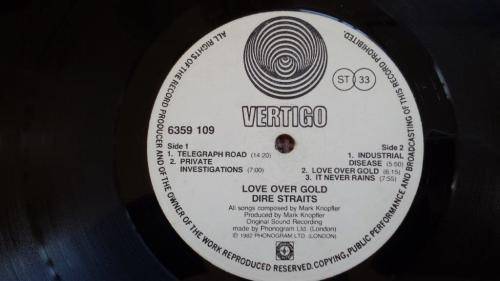 ALL RIGHTS OF THE RECORD PRODUCER AND OF THE OWNER OF THE WORK REPRODUCED RESERVED. COPYING, PUBLIC PERFORMANCE AND BROADCASTING OF THIS RECORD PROHIBITED.
ST 33
VERTIGO
6359 109
Side 1
1. TELEGRAPH ROAD (14:20)
2. PRIVATE
INVESTIGATIONS (7:00)
Side 2
1. INDUSTRIAL
DISEASE (5:50)
2. LOVE OVER GOLD (6:15)
3. IT NEVER RAINS (7:55)
LOVE OVER GOLD
DIRE STRAITS
All songs composed by Mark Knopfler
Produced by Mark Knopfler
Original Sound Recording
made by Phonogram Ltd. (London)
℗ 1982 PHONOGRAM LTD. (LONDON)